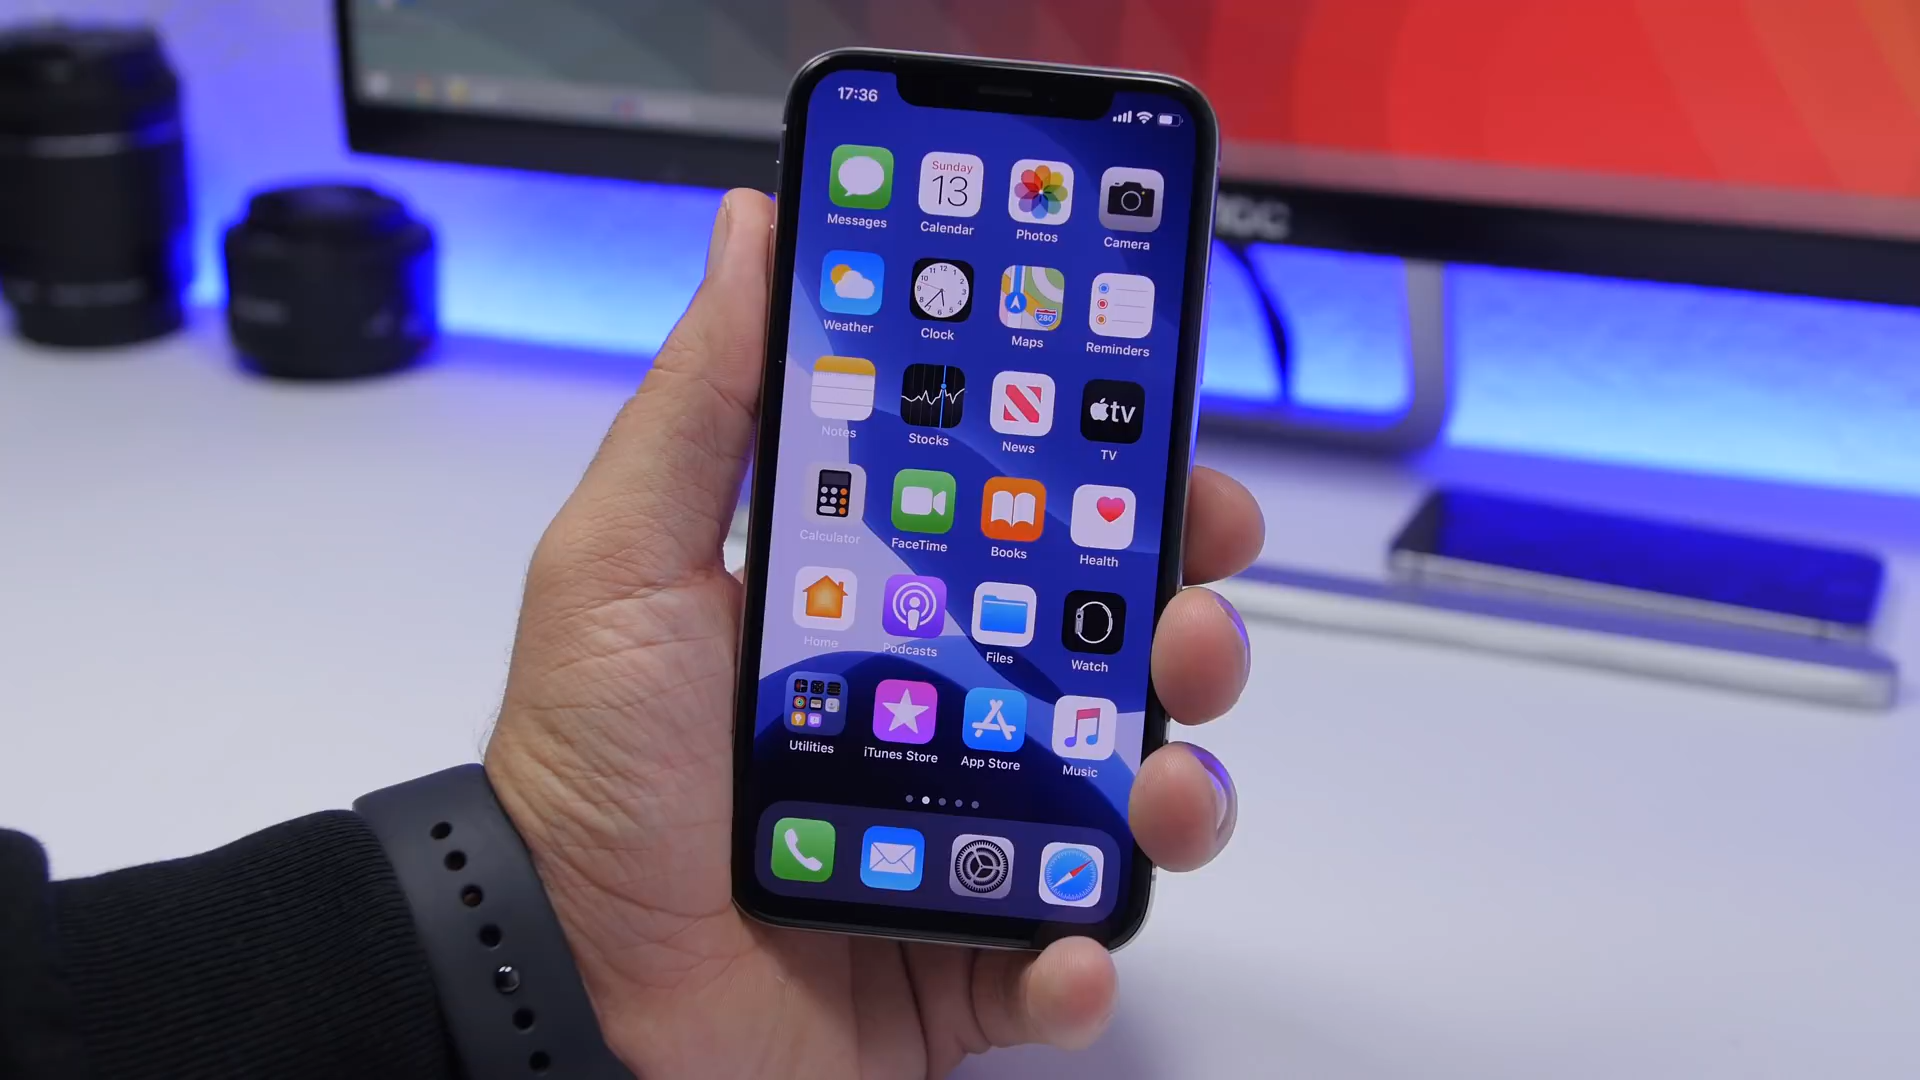 17:36
Sunday
13
Messages
Calendar
Photos
Camera
280
Weather
Clock
Maps
Reminders
tv
Notes
Stocks
News
TV
Calculator
FaceTime
Books
Health
Home
Podcasts
Files
Watch
Utilities
iTunes Store
App Store
Music